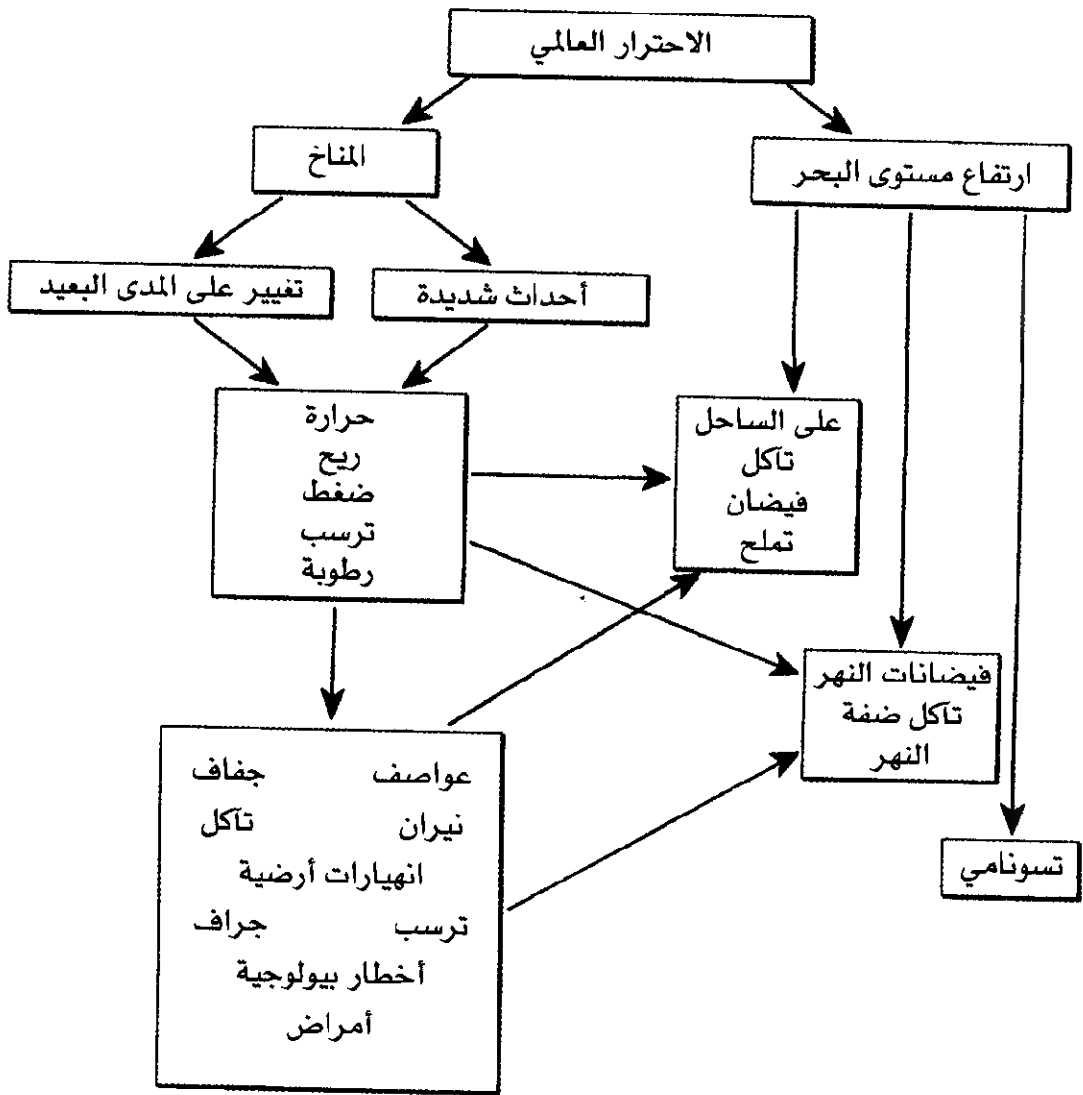 الاحترار العالمي
المناخ
ارتفاع مستوى البحر
تغيير على المدى البعيد
أحداث شديدة
حرارة
ريح
ضغط
ترسب
رطوبة
على الساحل
تآكل
فيضان
تملح
فيضانات النهر
تآكل ضفة
النهر
تسونامي
عواصف جفاف
نيران تآكل
انهيارات أرضية
ترسب جراف
أخطار بيولوجية
أمراض